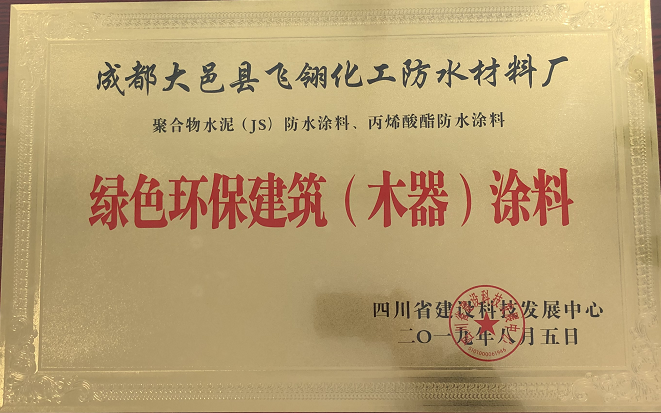 成都大邑县飞翎化工防水材料厂
聚合物水泥（JS）防水涂料、丙烯酸酯防水涂料
绿色环保建筑（木器）涂料
四川省建设科技发展中心
二〇一九年八月五日